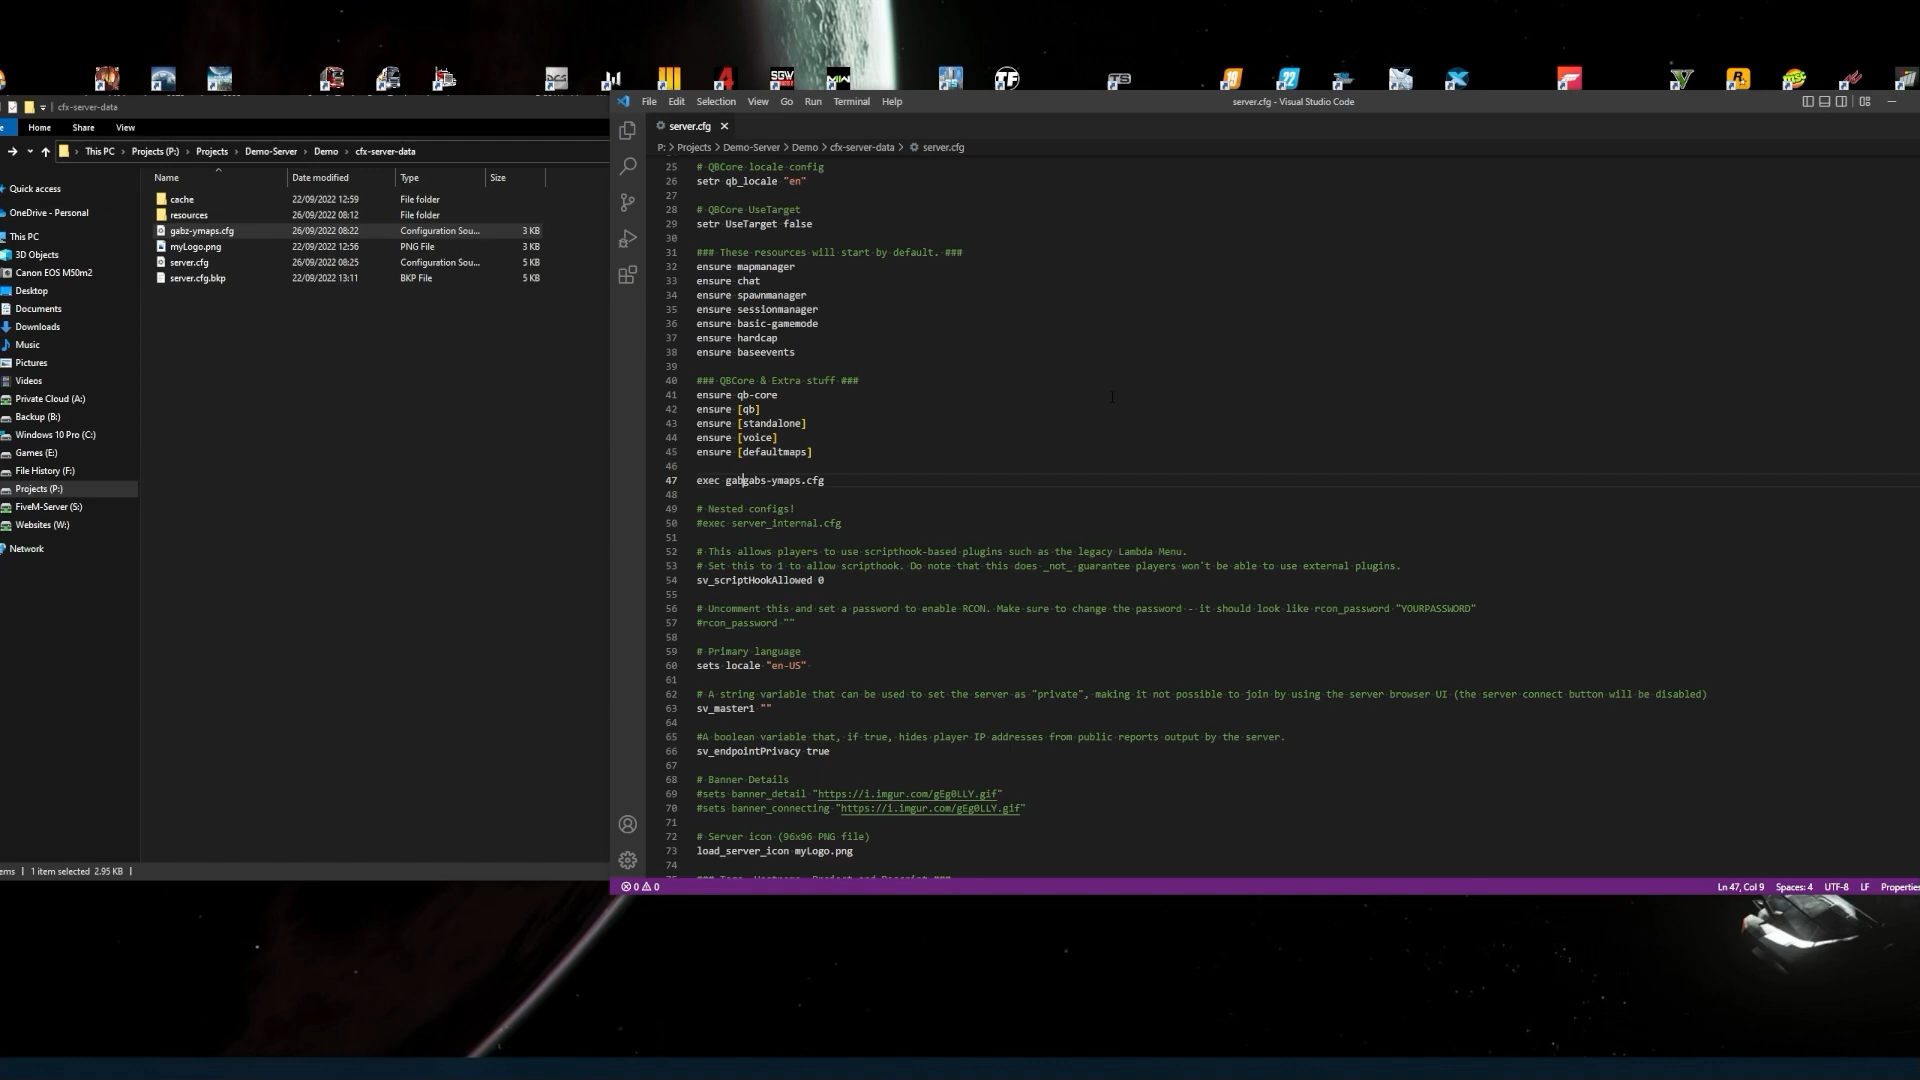 cfx-server-data
Home Share View
This PC Projects (P:) Projects Demo-Server Demo cfx-server-data
Name Date modified Type Size
cache 22/09/2022 12:59 File folder
resources 26/09/2022 08:12 File folder
gabz-ymaps.cfg 26/09/2022 08:22 Configuration Sou... 3 KB
myLogo.png 22/09/2022 12:56 PNG File 3 KB
server.cfg 26/09/2022 08:25 Configuration Sou... 5 KB
server.cfg.bkp 22/09/2022 13:11 BKP File 5 KB
Quick access
OneDrive - Personal
This PC
3D Objects
Canon EOS M50m2
Desktop
Documents
Downloads
Music
Pictures
Videos
Private Cloud (A:)
Backup (B:)
Windows 10 Pro (C:)
Games (E:)
File History (F:)
Projects (P:)
FiveM-Server (S:)
Websites (W:)
Network
1 item selected 2.95 KB
File Edit Selection View Go Run Terminal Help
server.cfg - Visual Studio Code
server.cfg
P: > Projects > Demo-Server > Demo > cfx-server-data > server.cfg
25 # QBCore locale config
26 setr qb_locale "en"
27
28 # QBCore UseTarget
29 setr UseTarget false
30
31 ### These resources will start by default. ###
32 ensure mapmanager
33 ensure chat
34 ensure spawnmanager
35 ensure sessionmanager
36 ensure basic-gamemode
37 ensure hardcap
38 ensure baseevents
39
40 ### QBCore & Extra stuff ###
41 ensure qb-core
42 ensure [qb]
43 ensure [standalone]
44 ensure [voice]
45 ensure [defaultmaps]
46
47 exec gabgabs-ymaps.cfg
48
49 # Nested configs!
50 #exec server_internal.cfg
51
52 # This allows players to use scripthook-based plugins such as the legacy Lambda Menu.
53 # Set this to 1 to allow scripthook. Do note that this does _not_ guarantee players won't be able to use external plugins.
54 sv_scriptHookAllowed 0
55
56 # Uncomment this and set a password to enable RCON. Make sure to change the password - it should look like rcon_password "YOURPASSWORD"
57 #rcon_password ""
58
59 # Primary language
60 sets locale "en-US"
61
62 # A string variable that can be used to set the server as "private", making it not possible to join by using the server browser UI (the server connect button will be disabled)
63 sv_master1 ""
64
65 #A boolean variable that, if true, hides player IP addresses from public reports output by the server.
66 sv_endpointPrivacy true
67
68 # Banner Details
69 #sets banner_detail "https://i.imgur.com/gEg0LLY.gif"
70 #sets banner_connecting "https://i.imgur.com/gEg0LLY.gif"
71
72 # Server icon (96x96 PNG file)
73 load_server_icon myLogo.png
74
0 0
Ln 47, Col 9 Spaces: 4 UTF-8 LF Properties